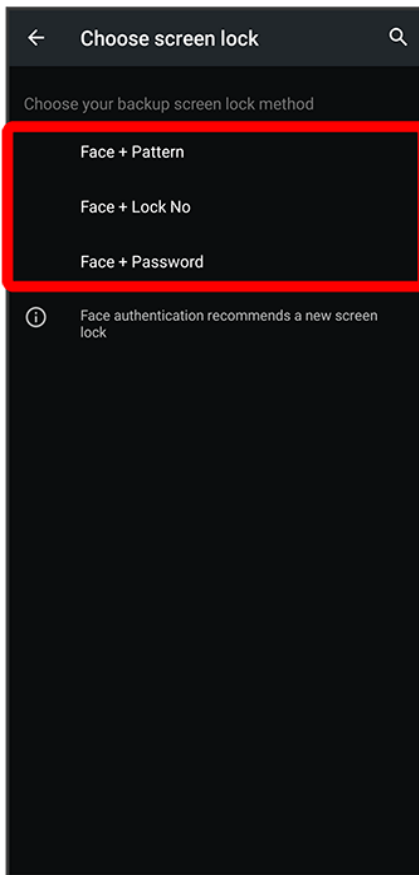 Choose screen lock
Choose your backup screen lock method
Face + Pattern
Face + Lock No
Face + Password
Face authentication recommends a new screen
lock